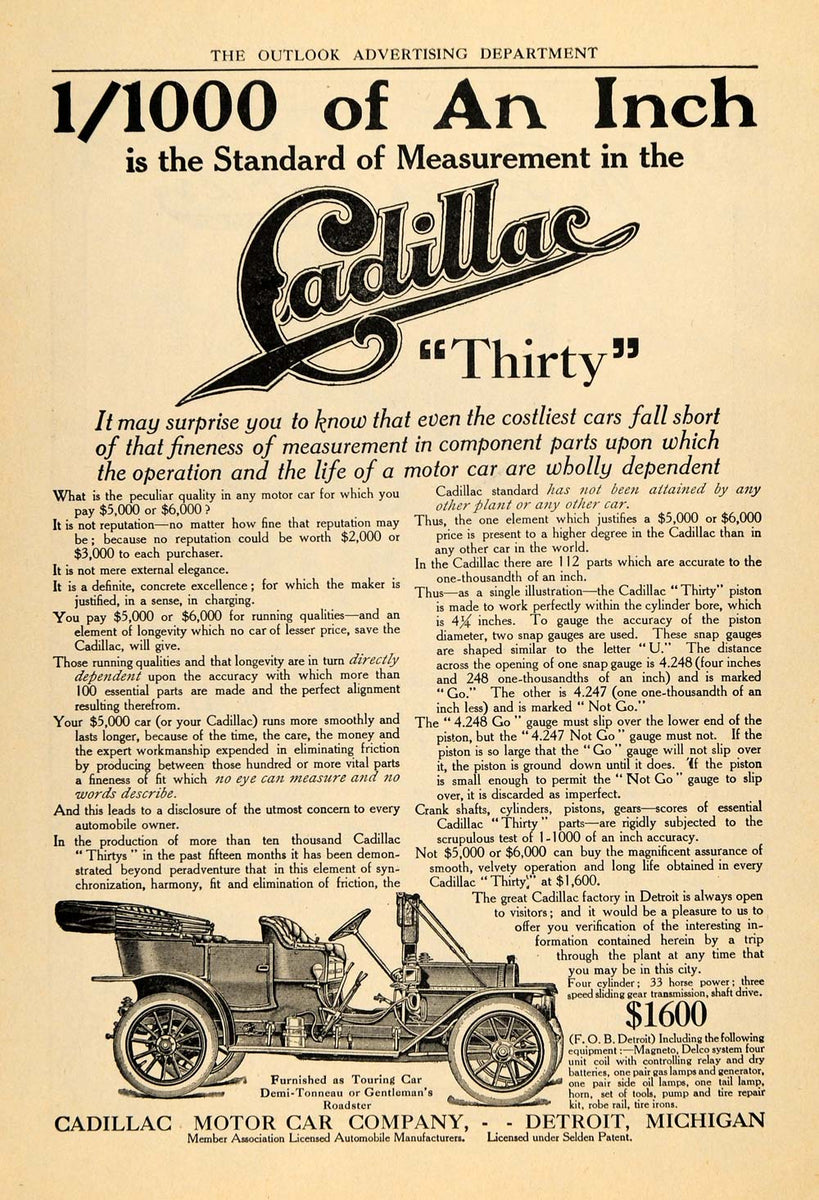 THE OUTLOOK ADVERTISING DEPARTMENT
1/1000 of An Inch
is the Standard of Measurement in the
Cadillac
“Thirty”
It may surprise you to know that even the costliest cars fall short
of that fineness of measurement in component parts upon which
the operation and the life of a motor car are wholly dependent
What is the peculiar quality in any motor car for which you
pay $5,000 or $6,000?
It is not reputation—no matter how fine that reputation may
be; because no reputation could be worth $2,000 or
$3,000 to each purchaser.
It is not mere external elegance.
It is a definite, concrete excellence; for which the maker is
justified, in a sense, in charging.
You pay $5,000 or $6,000 for running qualities—and an
element of longevity which no car of lesser price, save the
Cadillac, will give.
Those running qualities and that longevity are in turn directly
dependent upon the accuracy with which more than
100 essential parts are made and the perfect alignment
resulting therefrom.
Your $5,000 car (or your Cadillac) runs more smoothly and
lasts longer, because of the time, the care, the money and
the expert workmanship expended in eliminating friction
by producing between those hundred or more vital parts
a fineness of fit which no eye can measure and no
words describe.
And this leads to a disclosure of the utmost concern to every
automobile owner.
In the production of more than ten thousand Cadillac
“Thirtys” in the past fifteen months it has been demon-
strated beyond peradventure that in this element of syn-
chronization, harmony, fit and elimination of friction, the
Cadillac standard has not been attained by any
other plant or any other car.
Thus, the one element which justifies a $5,000 or $6,000
price is present to a higher degree in the Cadillac than in
any other car in the world.
In the Cadillac there are 112 parts which are accurate to the
one-thousandth of an inch.
Thus—as a single illustration—the Cadillac “Thirty” piston
is made to work perfectly within the cylinder bore, which
is 4¼ inches. To gauge the accuracy of the piston
diameter, two snap gauges are used. These snap gauges
are shaped similar to the letter “U.” The distance
across the opening of one snap gauge is 4.248 (four inches
and 248 one-thousandths of an inch) and is marked
“Go.” The other is 4.247 (one one-thousandth of an
inch less) and is marked “Not Go.”
The “4.248 Go” gauge must slip over the lower end of the
piston, but the “4.247 Not Go” gauge must not. If the
piston is so large that the “Go” gauge will not slip over
it, the piston is ground down until it does. If the piston
is small enough to permit the “Not Go” gauge to slip
over, it is discarded as imperfect.
Crank shafts, cylinders, pistons, gears—scores of essential
Cadillac “Thirty” parts—are rigidly subjected to the
scrupulous test of 1-1000 of an inch accuracy.
Not $5,000 or $6,000 can buy the magnificent assurance of
smooth, velvety operation and long life obtained in every
Cadillac “Thirty,” at $1,600.
The great Cadillac factory in Detroit is always open
to visitors; and it would be a pleasure to us to
offer you verification of the interesting in-
formation contained herein by a trip
through the plant at any time that
you may be in this city.
Four cylinder; 33 horse power; three
speed sliding gear transmission, shaft drive.
$1600
(F. O. B. Detroit) Including the following
equipment:—Magneto, Delco system four
unit coil with controlling relay and dry
batteries, one pair gas lamps and generator,
one pair side oil lamps, one tail lamp,
horn, set of tools, pump and tire repair
kit, robe rail, tire irons.
Furnished as Touring Car
Demi-Tonneau or Gentleman's
Roadster
CADILLAC MOTOR CAR COMPANY, - - DETROIT, MICHIGAN
Member Association Licensed Automobile Manufacturers. Licensed under Selden Patent.